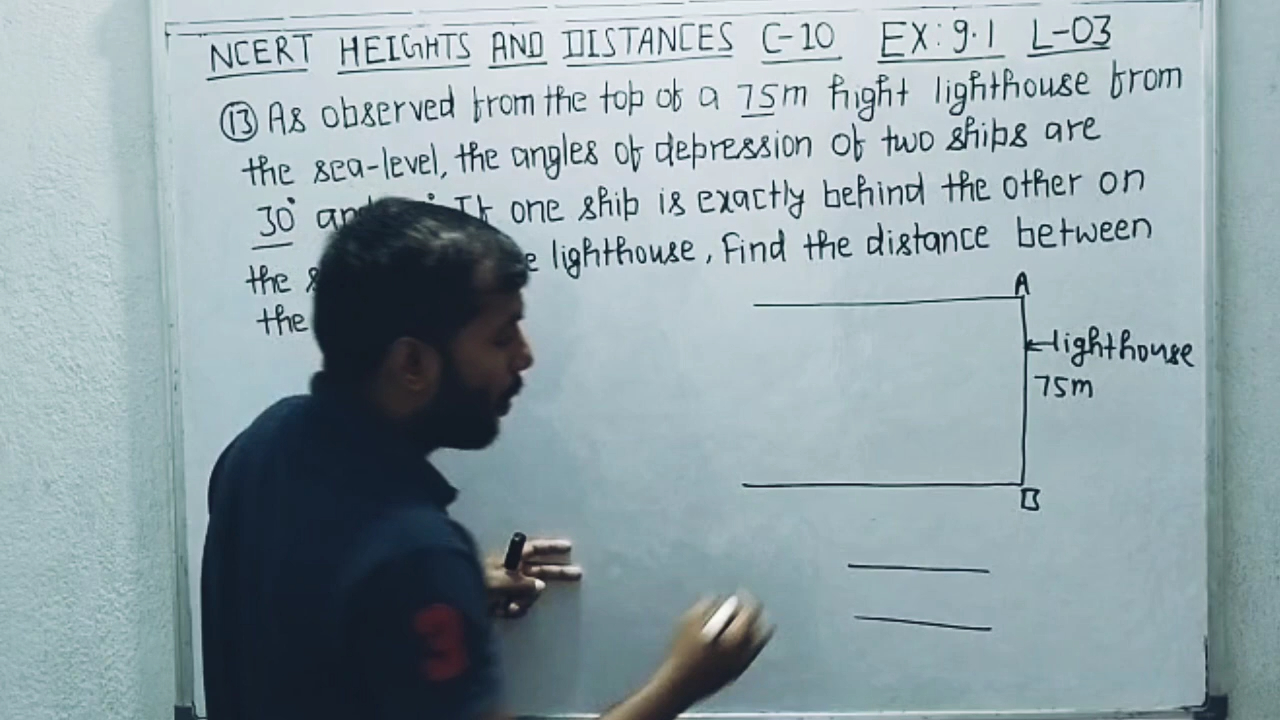 NCERT HEIGHTS AND DISTANCES C-10 EX: 9.1 L-03
13 As observed from the top of a 75m hight lighthouse from
the sea-level, the angles of depression of two ships are
30° If one ship is exactly behind the other on
the lighthouse, Find the distance between
the
A
lighthouse
75m
B
3